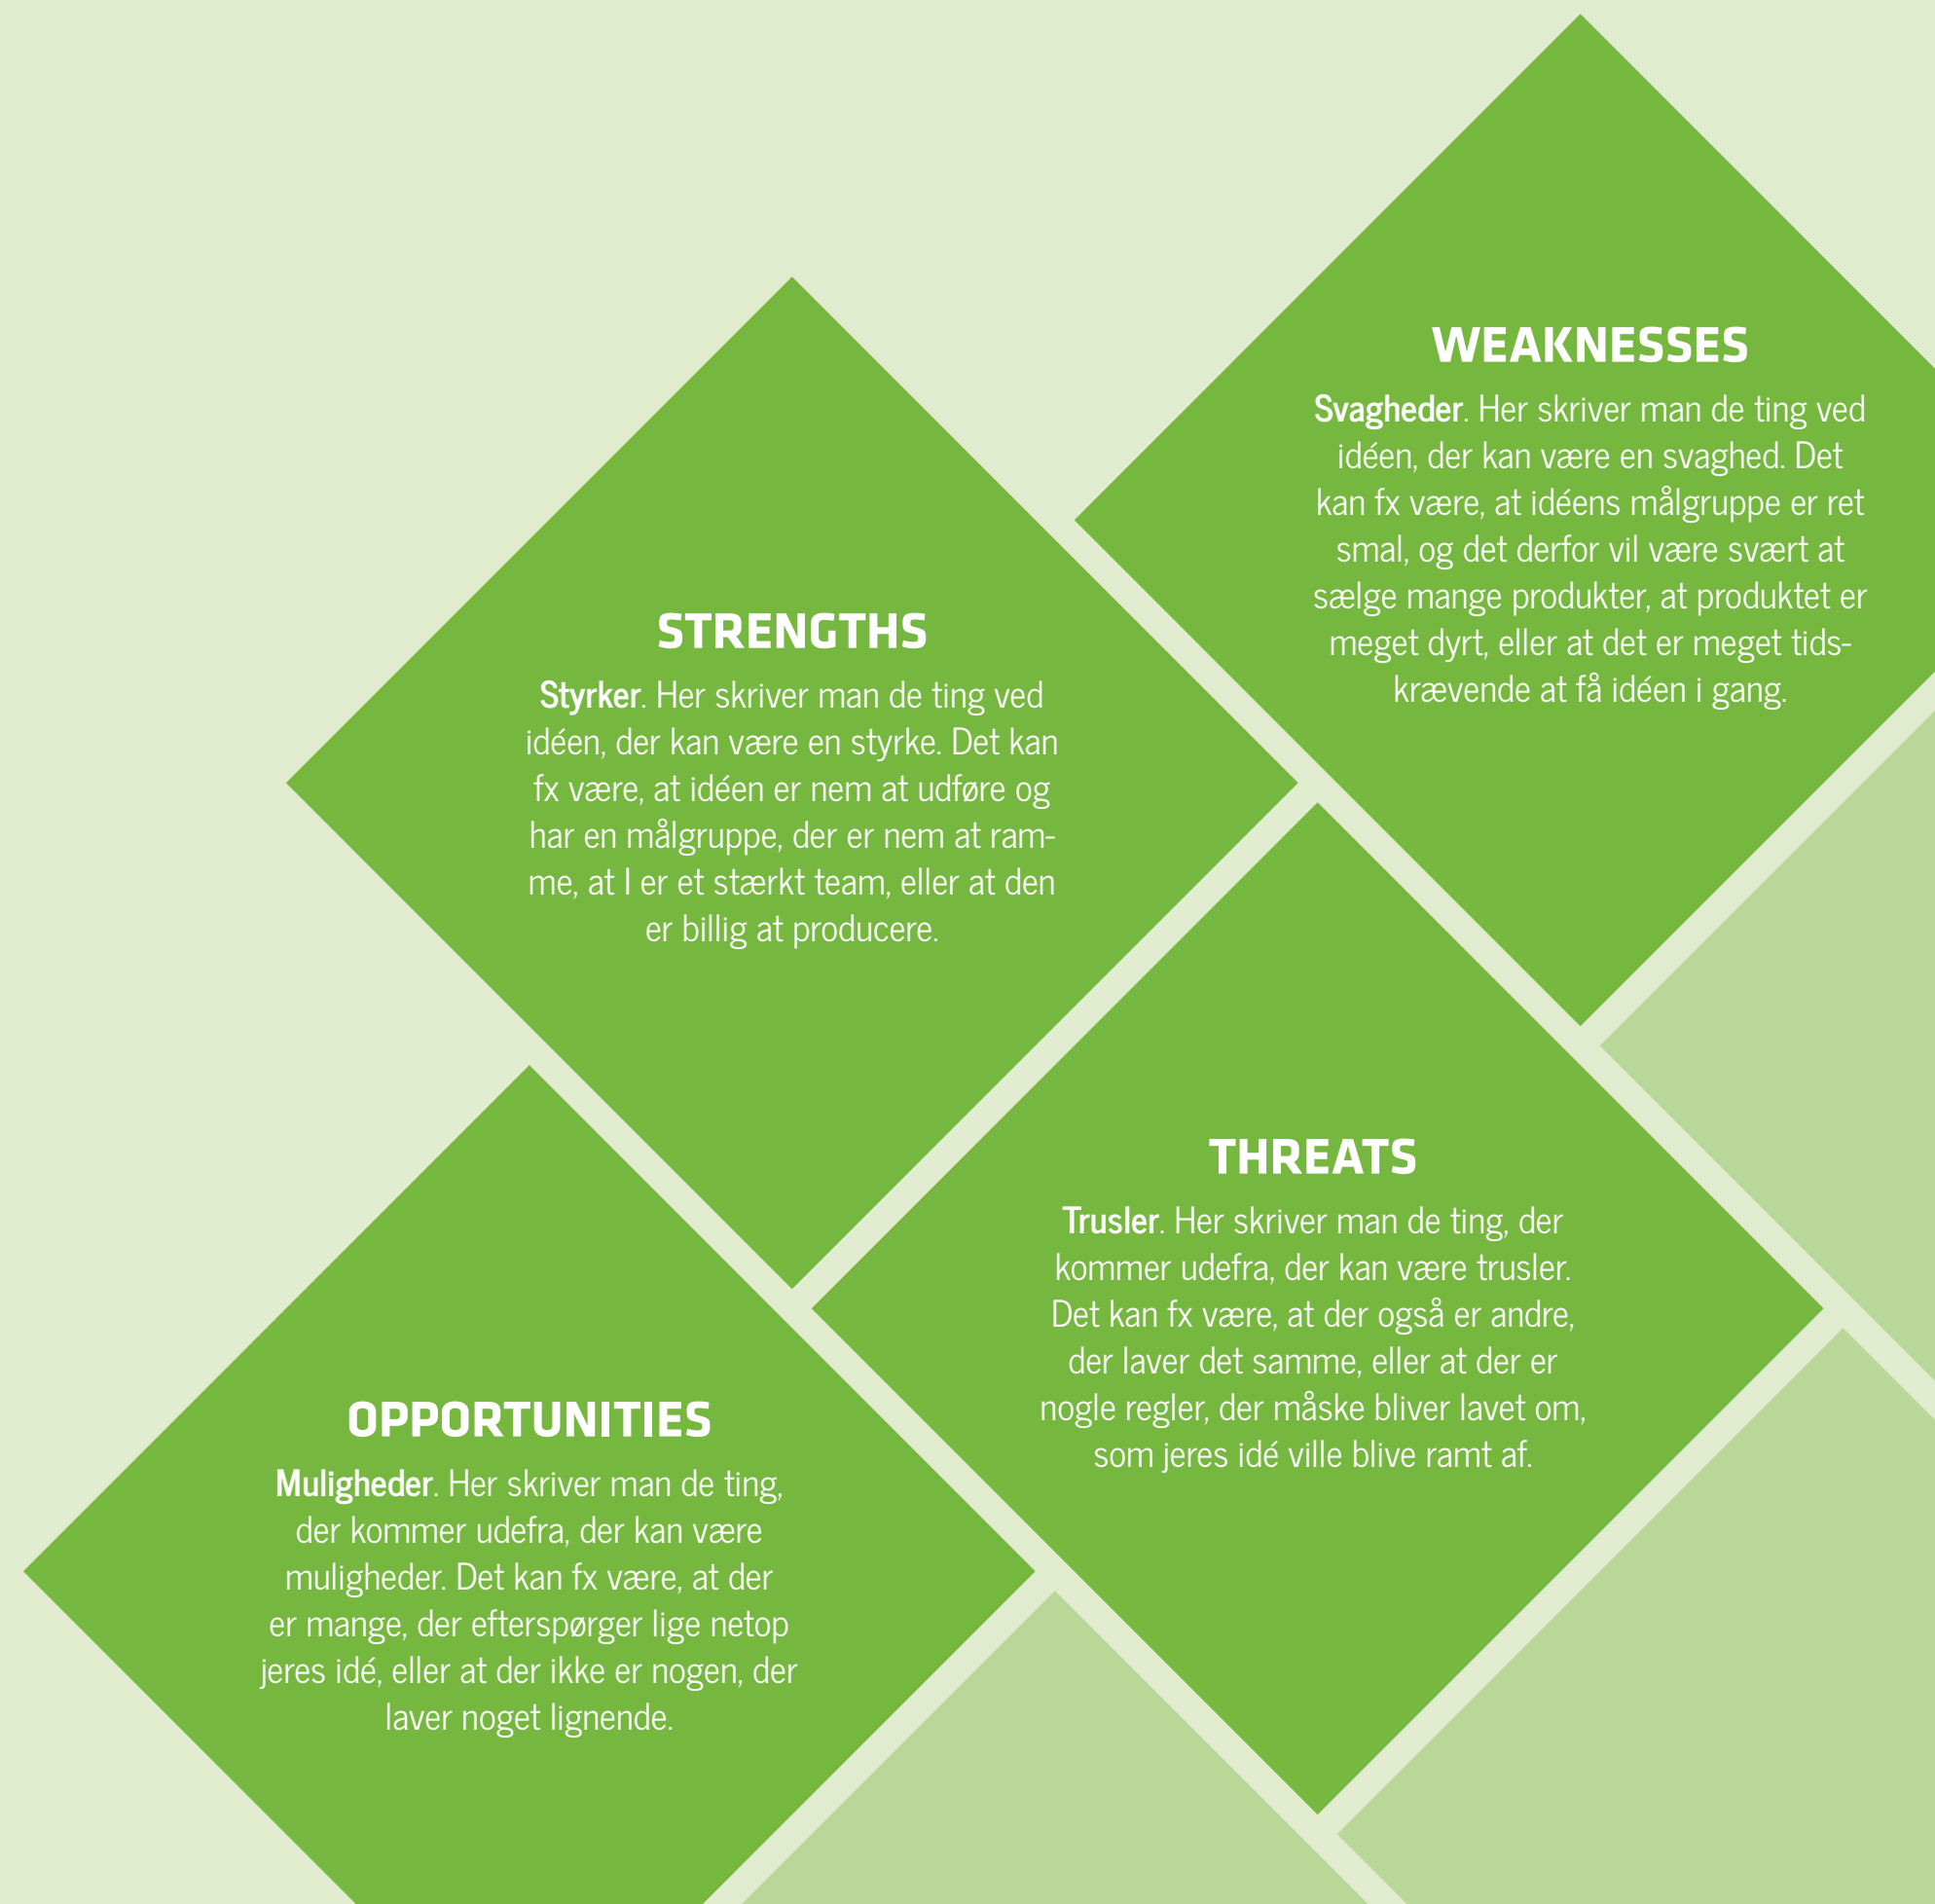 STRENGTHS
Styrker. Her skriver man de ting ved
idéen, der kan være en styrke. Det kan
fx være, at idéen er nem at udføre og
har en målgruppe, der er nem at ram-
me, at I er et stærkt team, eller at den
er billig at producere.
WEAKNESSES
Svagheder. Her skriver man de ting ved
idéen, der kan være en svaghed. Det
kan fx være, at idéens målgruppe er ret
smal, og det derfor vil være svært at
sælge mange produkter, at produktet er
meget dyrt, eller at det er meget tids-
krævende at få idéen i gang.
OPPORTUNITIES
Muligheder. Her skriver man de ting,
der kommer udefra, der kan være
muligheder. Det kan fx være, at der
er mange, der efterspørger lige netop
jeres idé, eller at der ikke er nogen, der
laver noget lignende.
THREATS
Trusler. Her skriver man de ting, der
kommer udefra, der kan være trusler.
Det kan fx være, at der også er andre,
der laver det samme, eller at der er
nogle regler, der måske bliver lavet om,
som jeres idé ville blive ramt af.